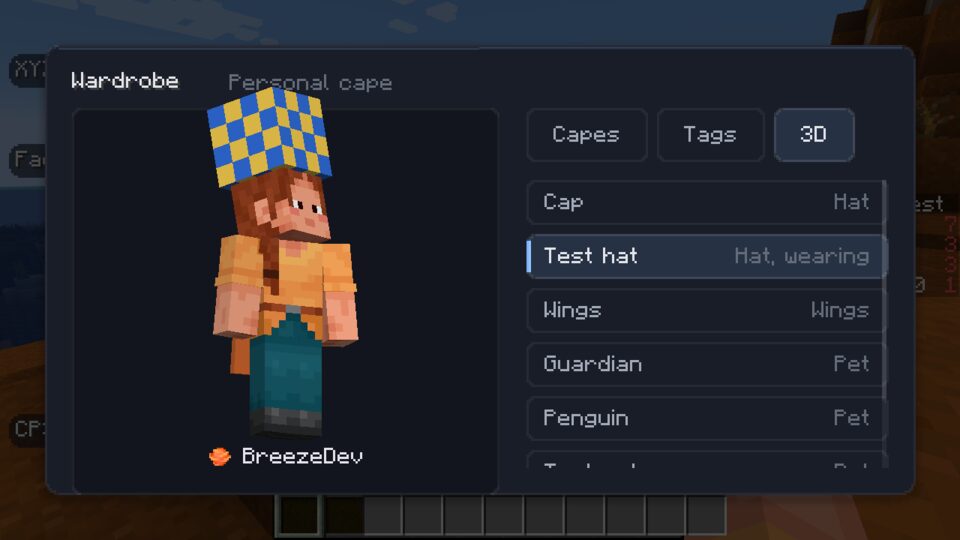 Wardrobe
Personal cape
Capes
Tags
3D
Cap
Hat
Test hat
Hat, wearing
Wings
Wings
Guardian
Pet
Penguin
Pet
BreezeDev